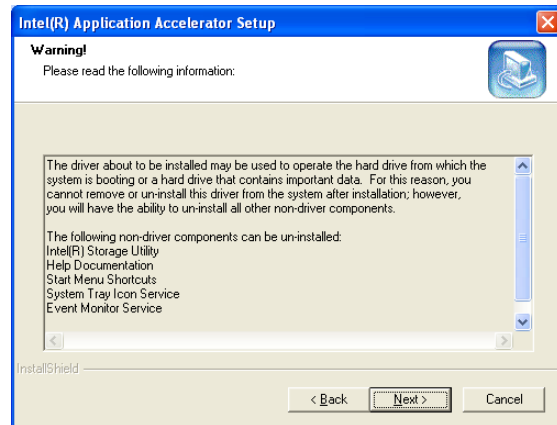 Intel(R) Application Accelerator Setup
Warning!
Please read the following information:
The driver about to be installed may be used to operate the hard drive from which the
system is booting or a hard drive that contains important data.  For this reason, you
cannot remove or un-install this driver from the system after installation; however,
you will have the ability to un-install all other non-driver components.
The following non-driver components can be un-installed:
Intel(R) Storage Utility
Help Documentation
Start Menu Shortcuts
System Tray Icon Service
Event Monitor Service
InstallShield
< Back
Next >
Cancel